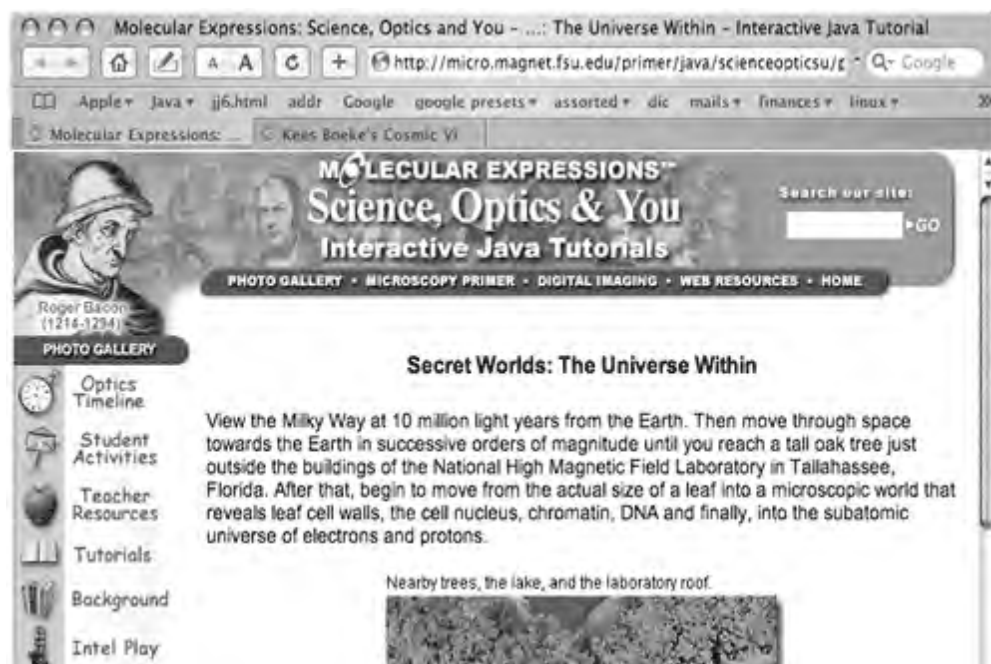 Molecular Expressions: Science, Optics and You – ...: The Universe Within – Interactive Java Tutorial
A A C + http://micro.magnet.fsu.edu/primer/java/scienceopticsu/p Q- Google
Apple Java jj6.html addr Google google presets assorted dic mails finances linux
Molecular Expressions: ... Kees Boeke's Cosmic Vi
MOLECULAR EXPRESSIONS™
Science, Optics & You
Interactive Java Tutorials
Search our site:
GO
PHOTO GALLERY • MICROSCOPY PRIMER • DIGITAL IMAGING • WEB RESOURCES • HOME
Roger Bacon
(1214-1294)
PHOTO GALLERY
Optics
Timeline
Student
Activities
Teacher
Resources
Tutorials
Background
Intel Play
Secret Worlds: The Universe Within
View the Milky Way at 10 million light years from the Earth. Then move through space
towards the Earth in successive orders of magnitude until you reach a tall oak tree just
outside the buildings of the National High Magnetic Field Laboratory in Tallahassee,
Florida. After that, begin to move from the actual size of a leaf into a microscopic world that
reveals leaf cell walls, the cell nucleus, chromatin, DNA and finally, into the subatomic
universe of electrons and protons.
Nearby trees, the lake, and the laboratory roof.